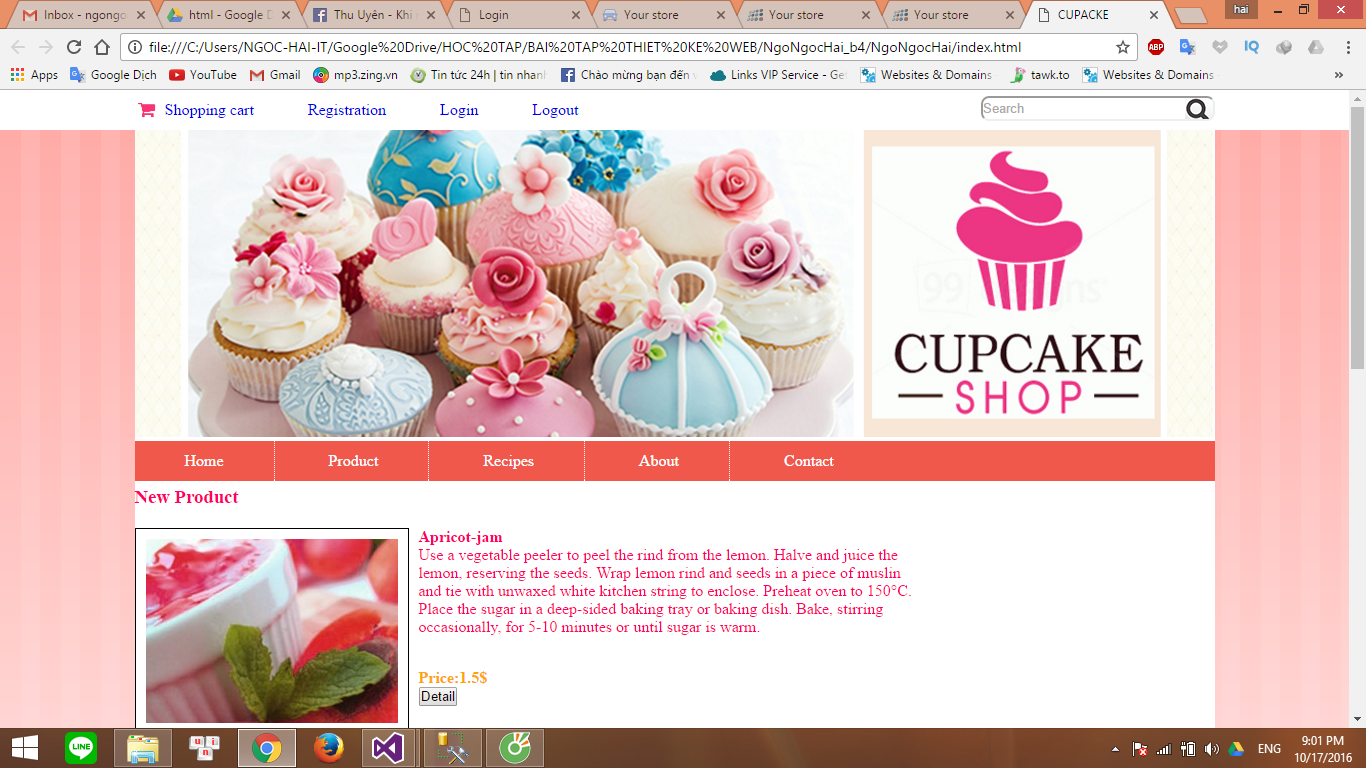 Inbox - ngongo
html - Google D
Thu Uyên - Khi
Login
Your store
Your store
Your store
CUPACKE
hai
file:///C:/Users/NGOC-HAI-IT/Google%20Drive/HOC%20TAP/BAI%20TAP%20THIET%20KE%20WEB/NgoNgocHai_b4/NgoNgocHai/index.html
ABP
IQ
Apps
Google Dịch
YouTube
Gmail
mp3.zing.vn
Tin tức 24h | tin nhanh
Chào mừng bạn đến v
Links VIP Service - Get
Websites & Domains
tawk.to
Websites & Domains
Shopping cart
Registration
Login
Logout
Search
CUPCAKE
SHOP
Home
Product
Recipes
About
Contact
New Product
Apricot-jam
Use a vegetable peeler to peel the rind from the lemon. Halve and juice the
lemon, reserving the seeds. Wrap lemon rind and seeds in a piece of muslin
and tie with unwaxed white kitchen string to enclose. Preheat oven to 150°C.
Place the sugar in a deep-sided baking tray or baking dish. Bake, stirring
occasionally, for 5-10 minutes or until sugar is warm.
Price:1.5$
Detail
LINE
ENG
9:01 PM
10/17/2016